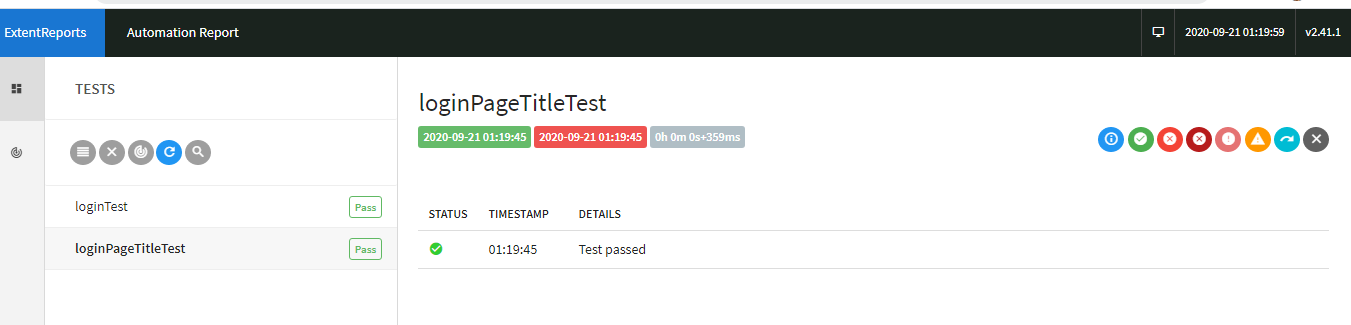 ExtentReports Automation Report 2020-09-21 01:19:59 v2.41.1
TESTS
loginTest Pass
loginPageTitleTest Pass
loginPageTitleTest
2020-09-21 01:19:45 2020-09-21 01:19:45 0h 0m 0s+359ms
STATUS TIMESTAMP DETAILS
01:19:45 Test passed